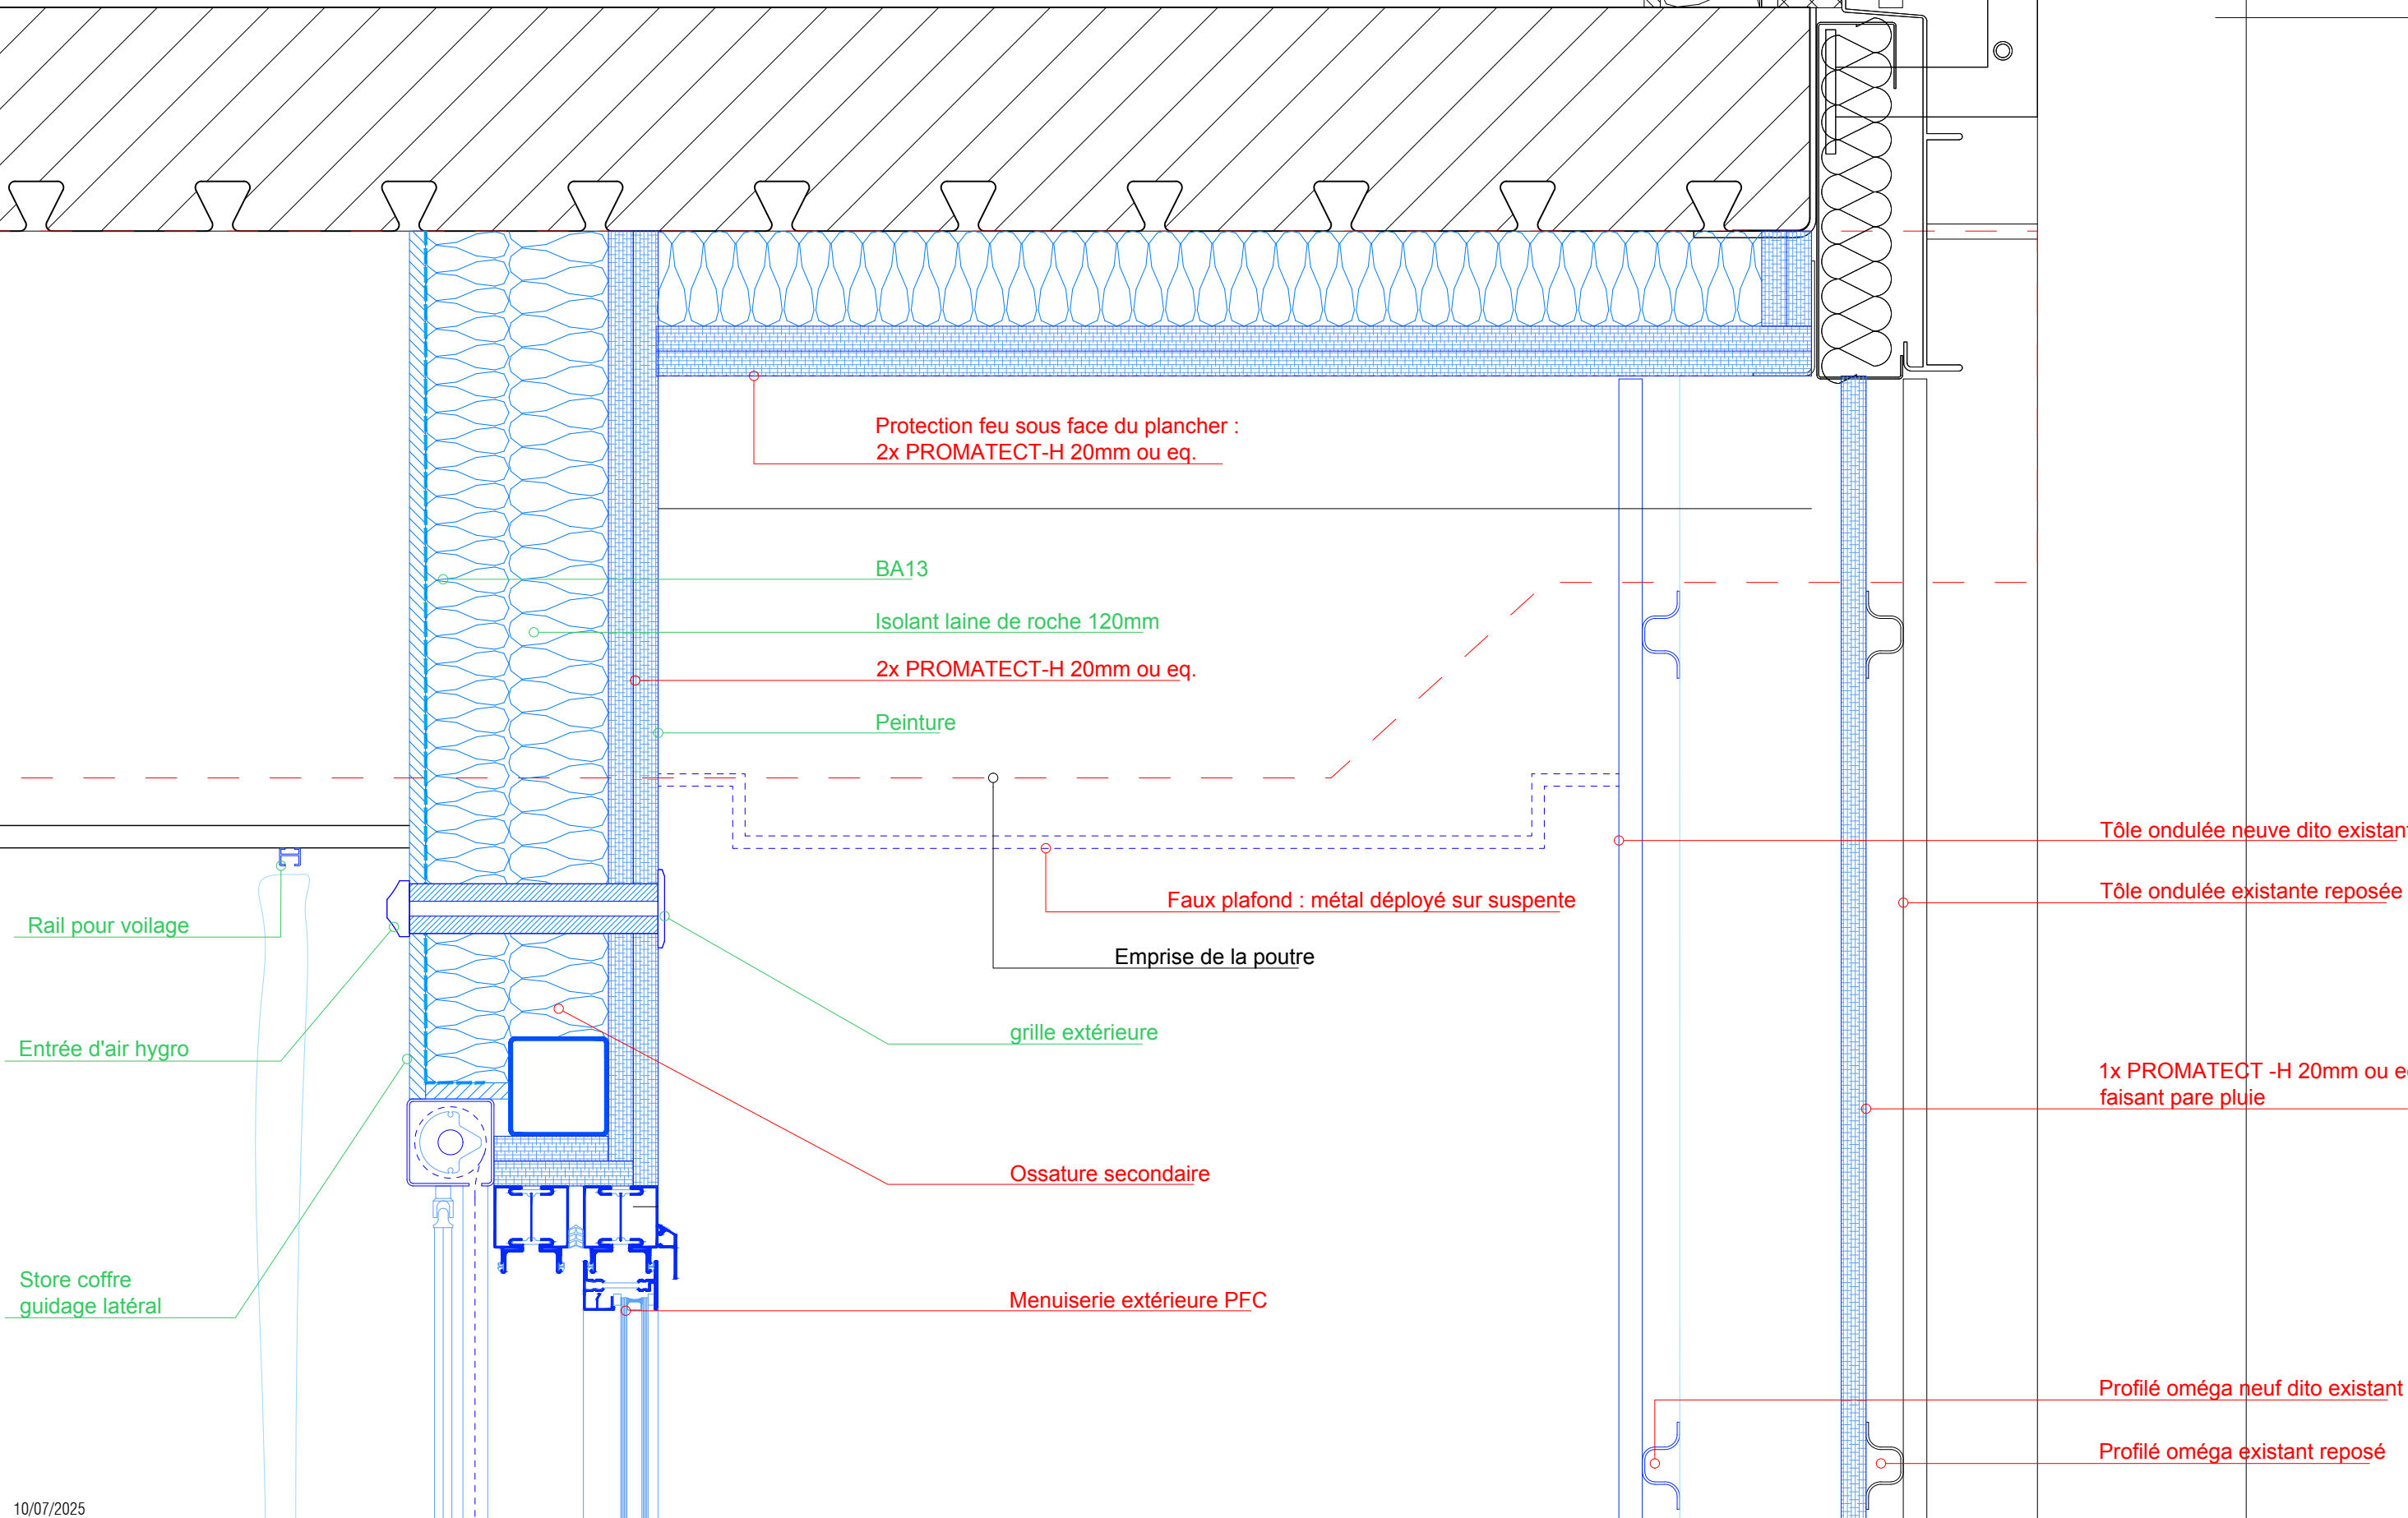 Protection feu sous face du plancher :
2x PROMATECT-H 20mm ou eq.
BA13
Isolant laine de roche 120mm
2x PROMATECT-H 20mm ou eq.
Peinture
Tôle ondulée neuve dito existant
Tôle ondulée existante reposée
Faux plafond : métal déployé sur suspente
Rail pour voilage
Emprise de la poutre
grille extérieure
Entrée d'air hygro
1x PROMATECT -H 20mm ou eq
faisant pare pluie
Ossature secondaire
Store coffre
guidage latéral
Menuiserie extérieure PFC
Profilé oméga neuf dito existant
Profilé oméga existant reposé
10/07/2025